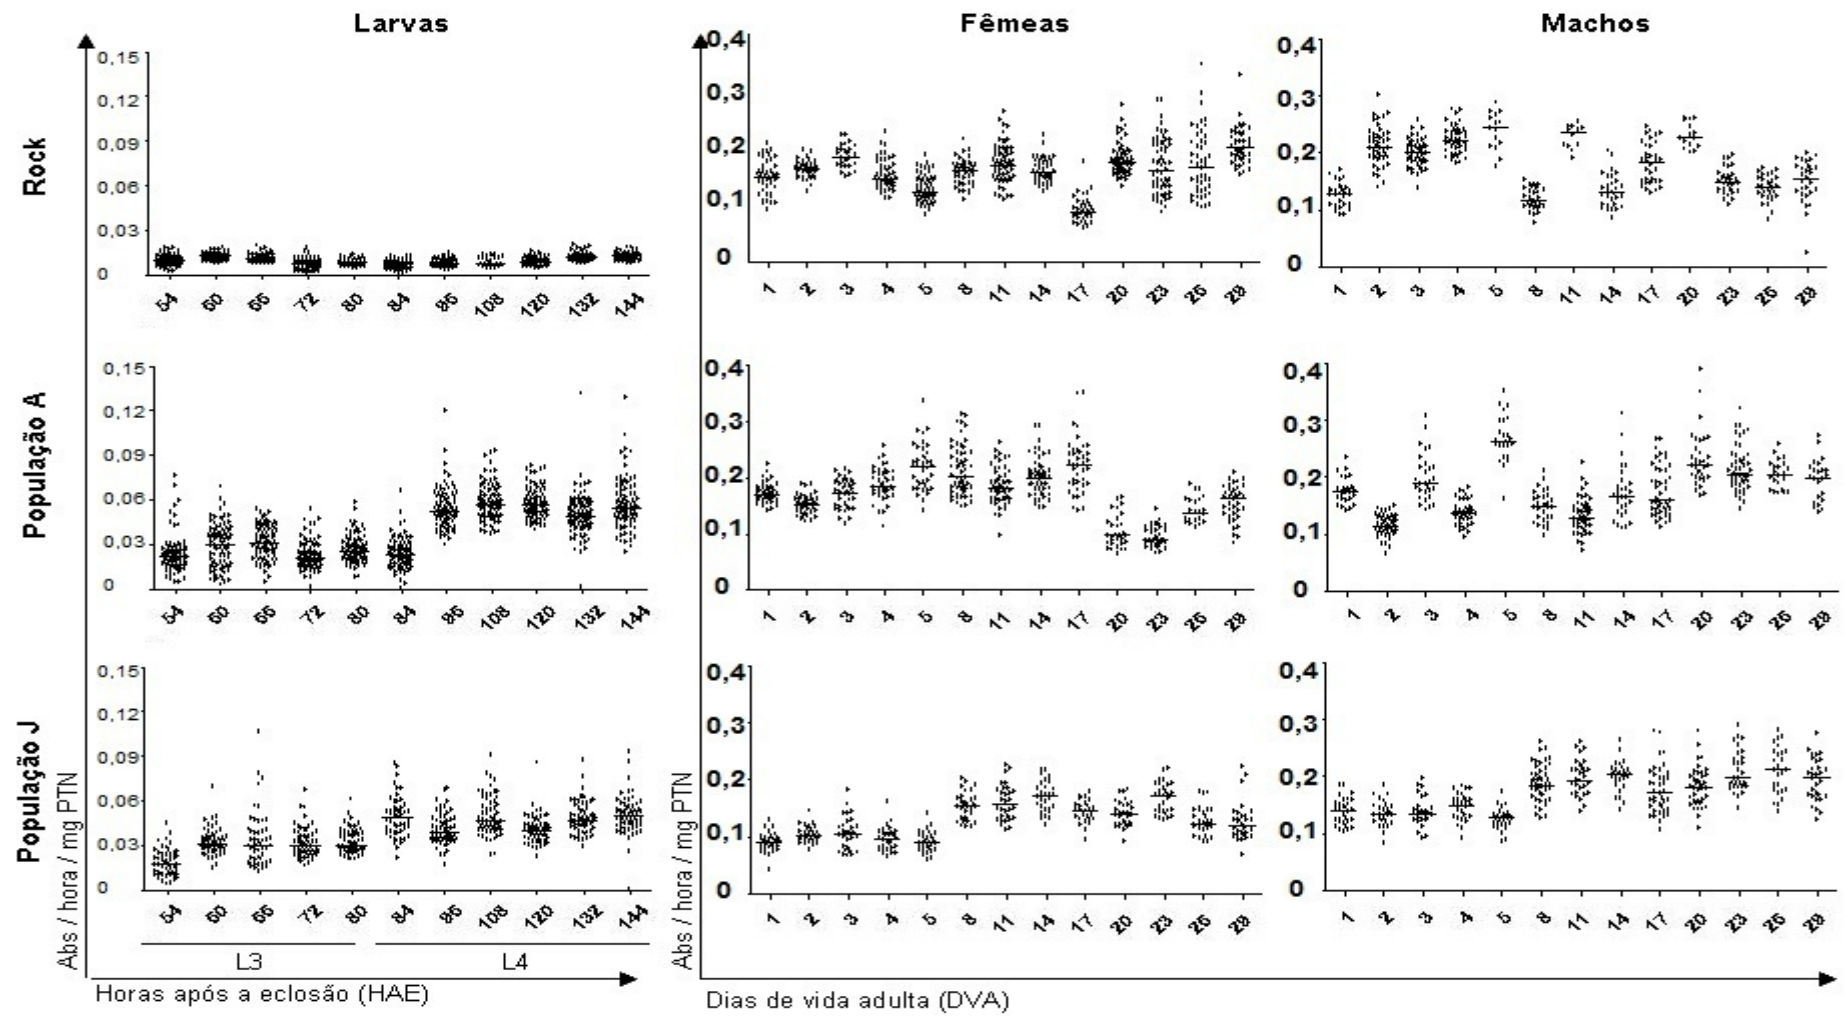 Larvas Fêmeas Machos
Rock
0,15
0,12
0,09
0,06
0,03
0
54 60 66 72 80 84 96 108 120 132 144
0,4
0,3
0,2
0,1
0
1 2 3 4 5 8 11 14 17 20 23 26 29
0,4
0,3
0,2
0,1
0
1 2 3 4 5 8 11 14 17 20 23 26 29
População A
0,15
0,12
0,09
0,06
0,03
0
54 60 66 72 80 84 96 108 120 132 144
0,4
0,3
0,2
0,1
0
1 2 3 4 5 8 11 14 17 20 23 26 29
0,4
0,3
0,2
0,1
0
1 2 3 4 5 8 11 14 17 20 23 26 29
População J
Abs / hora / mg PTN
0,15
0,12
0,09
0,06
0,03
0
54 60 66 72 80 84 96 108 120 132 144
L3 L4
Horas após a eclosão (HAE)
Abs / hora / mg PTN
0,4
0,3
0,2
0,1
0
1 2 3 4 5 8 11 14 17 20 23 26 29
0,4
0,3
0,2
0,1
0
1 2 3 4 5 8 11 14 17 20 23 26 29
Dias de vida adulta (DVA)